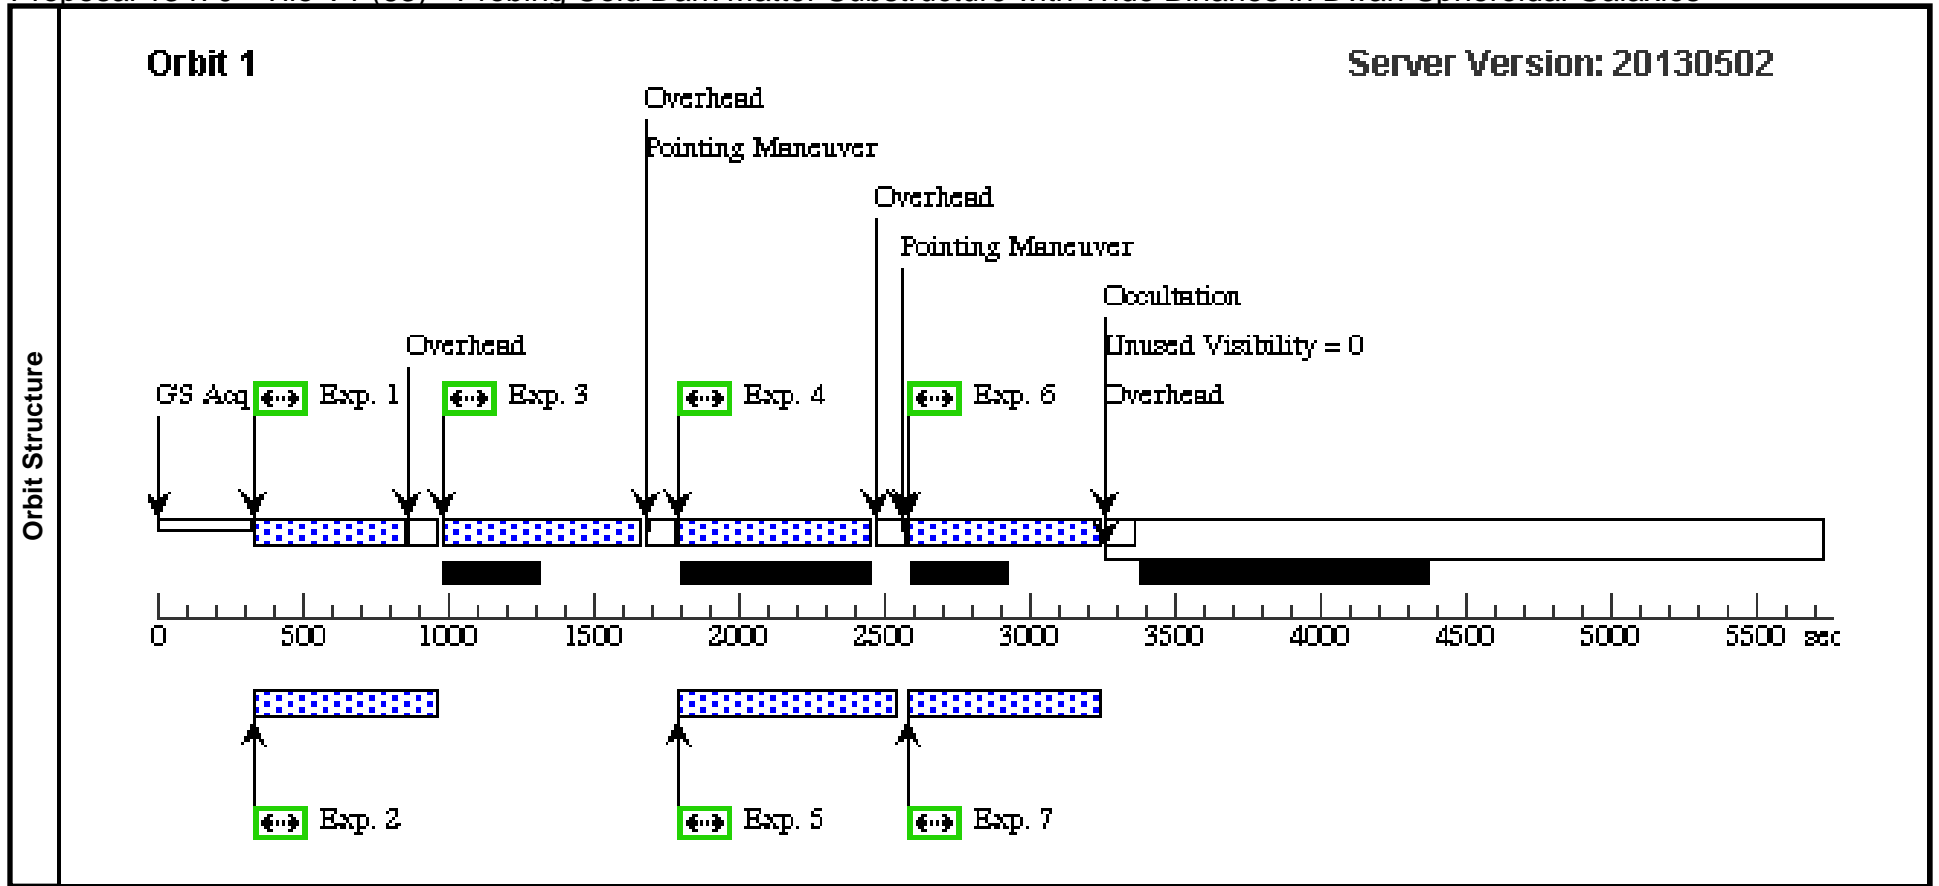 Orbit 1
Server Version: 20130502
Overhead
Pointing Maneuver
Overhead
Pointing Maneuver
Occultation
Overhead
Unused Visibility = 0
GS Acq
Exp. 1
Exp. 3
Exp. 4
Exp. 6
Overhead
Orbit Structure
0 500 1000 1500 2000 2500 3000 3500 4000 4500 5000 5500 sec
Exp. 2
Exp. 5
Exp. 7